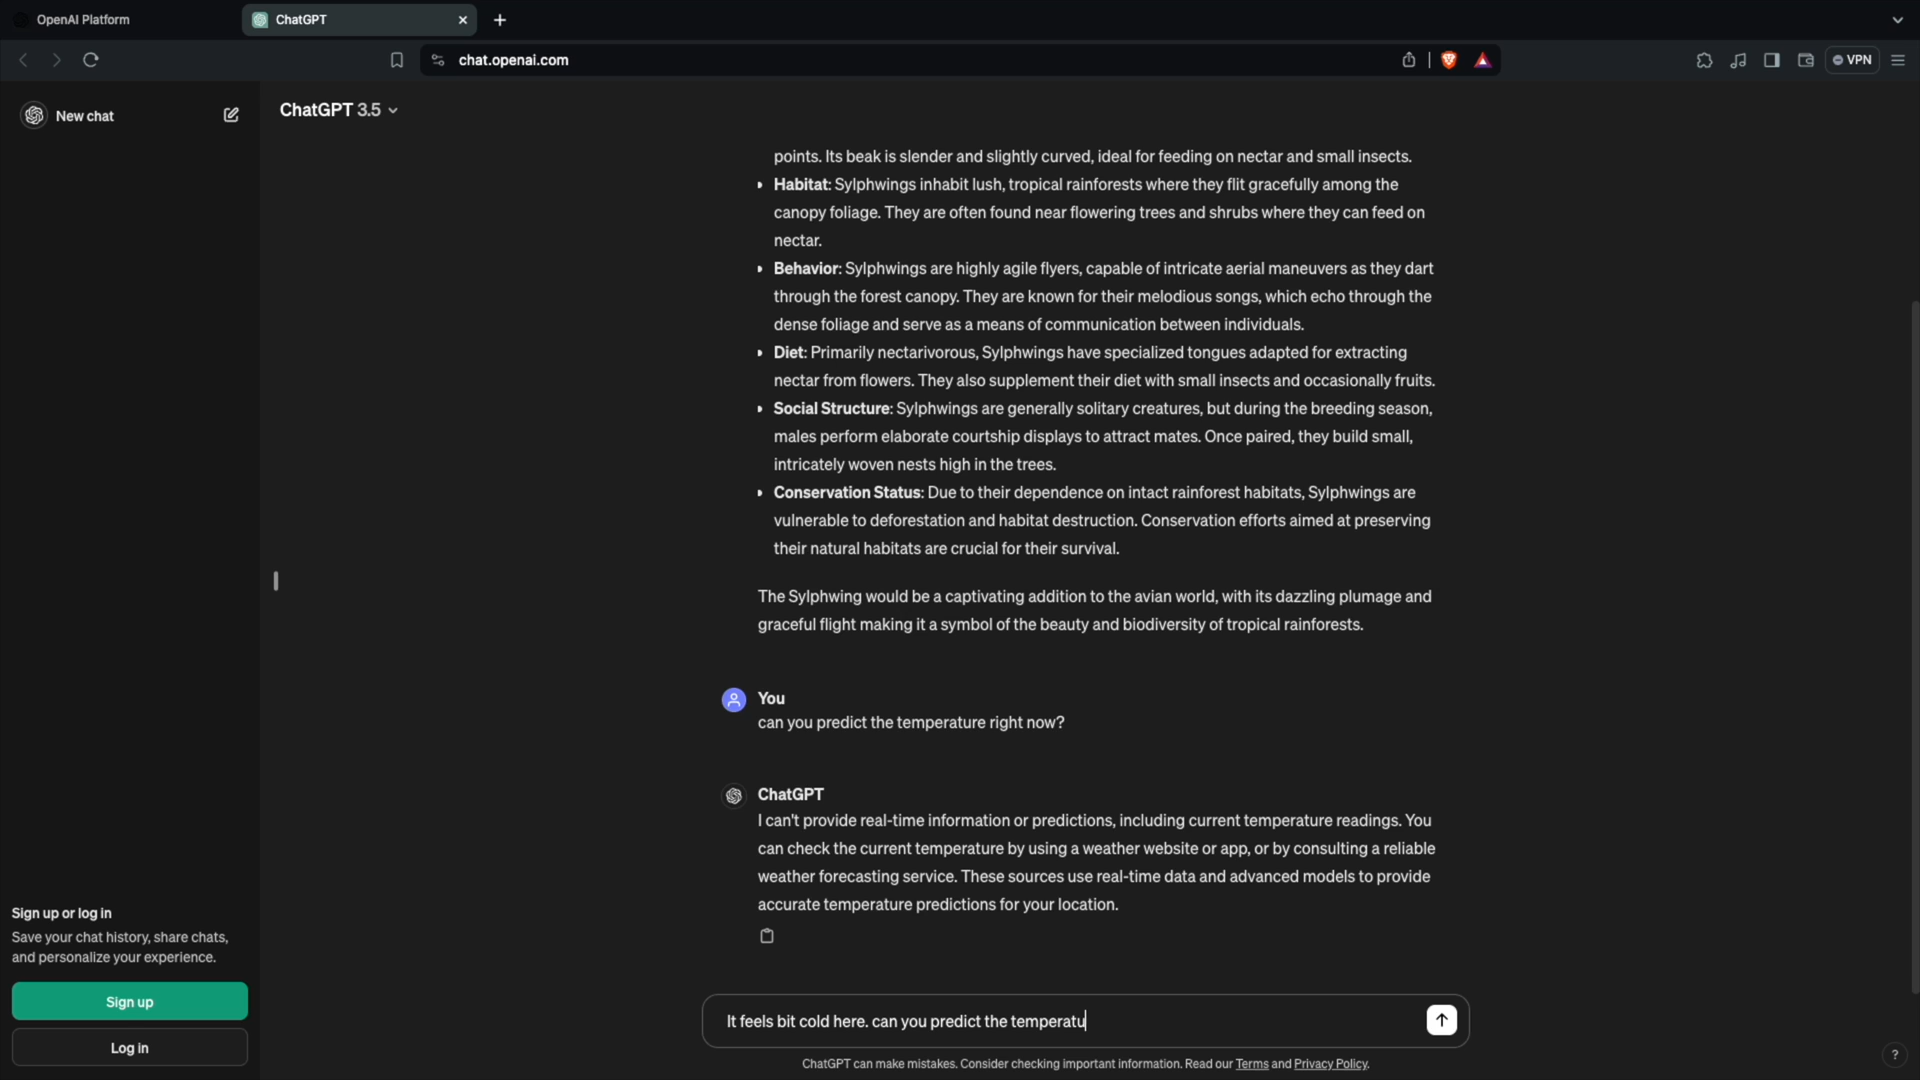 OpenAI Platform
ChatGPT
chat.openai.com
VPN
New chat
ChatGPT 3.5
points. Its beak is slender and slightly curved, ideal for feeding on nectar and small insects.
Habitat: Sylphwings inhabit lush, tropical rainforests where they flit gracefully among the
canopy foliage. They are often found near flowering trees and shrubs where they can feed on
nectar.
Behavior: Sylphwings are highly agile flyers, capable of intricate aerial maneuvers as they dart
through the forest canopy. They are known for their melodious songs, which echo through the
dense foliage and serve as a means of communication between individuals.
Diet: Primarily nectarivorous, Sylphwings have specialized tongues adapted for extracting
nectar from flowers. They also supplement their diet with small insects and occasionally fruits.
Social Structure: Sylphwings are generally solitary creatures, but during the breeding season,
males perform elaborate courtship displays to attract mates. Once paired, they build small,
intricately woven nests high in the trees.
Conservation Status: Due to their dependence on intact rainforest habitats, Sylphwings are
vulnerable to deforestation and habitat destruction. Conservation efforts aimed at preserving
their natural habitats are crucial for their survival.
The Sylphwing would be a captivating addition to the avian world, with its dazzling plumage and
graceful flight making it a symbol of the beauty and biodiversity of tropical rainforests.
You
can you predict the temperature right now?
ChatGPT
I can't provide real-time information or predictions, including current temperature readings. You
can check the current temperature by using a weather website or app, or by consulting a reliable
weather forecasting service. These sources use real-time data and advanced models to provide
accurate temperature predictions for your location.
Sign up or log in
Save your chat history, share chats,
and personalize your experience.
Sign up
Log in
It feels bit cold here. can you predict the temperatu
ChatGPT can make mistakes. Consider checking important information. Read our Terms and Privacy Policy.
?